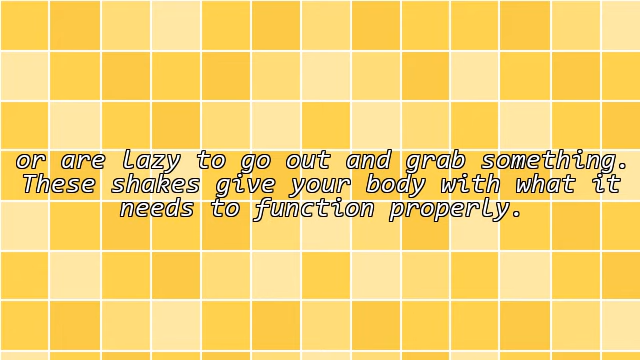 or are lazy to go out and grab something.
These shakes give your body with what it
needs to function properly.